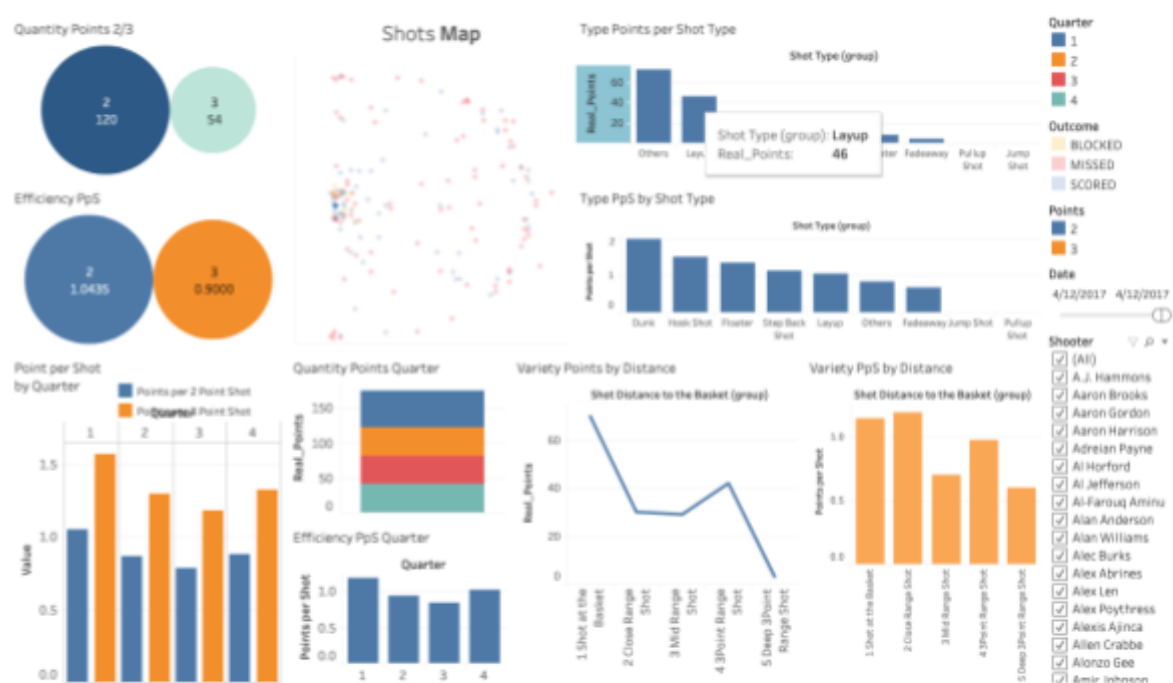 Quantity Points 2/3
2
120
3
54
Efficiency PpS
2
1.0435
3
0.9000
Shots Map
Type Points per Shot Type
Shot Type (group)
Real_Points
60
40
20
Others
Fadeaway
Pullup Shot
Jump Shot
Shot Type (group): Layup
Real_Points: 46
Type PpS by Shot Type
Shot Type (group)
Points per Shot
2
1
0
Dunk
Hook Shot
Floater
Step Back Shot
Layup
Others
Fadeaway
Jump Shot
Pullup Shot
Quarter
1
2
3
4
Outcome
BLOCKED
MISSED
SCORED
Points
2
3
Date
4/12/2017 4/12/2017
Shooter
(All)
A.J. Hammons
Aaron Brooks
Aaron Gordon
Aaron Harrison
Adreian Payne
Al Horford
Al Jefferson
Al-Farouq Aminu
Alan Anderson
Alan Williams
Alec Burks
Alex Abrines
Alex Len
Alex Poythress
Alexis Ajinca
Allen Crabbe
Alonzo Gee
Amir Johnson
Point per Shot
by Quarter
Points per 2 Point Shot
Point Shot
Quarter
1 2 3 4
Value
1.5
1.0
0.5
0.0
Quantity Points Quarter
Real_Points
150
100
50
0
Efficiency PpS Quarter
Quarter
Points per Shot
1.0
0.5
0.0
1 2 3 4
Variety Points by Distance
Shot Distance to the Basket (group)
Real_Points
60
20
0
1 Shot at the Basket
2 Close Range Shot
3 Mid Range Shot
4 3Point Range Shot
5 Deep 3Point Range Shot
Variety PpS by Distance
Shot Distance to the Basket (group)
Points per Shot
1.0
0.5
0.0
1 Shot at the Basket
2 Close Range Shot
3 Mid Range Shot
4 3Point Range Shot
5 Deep 3Point Range Shot